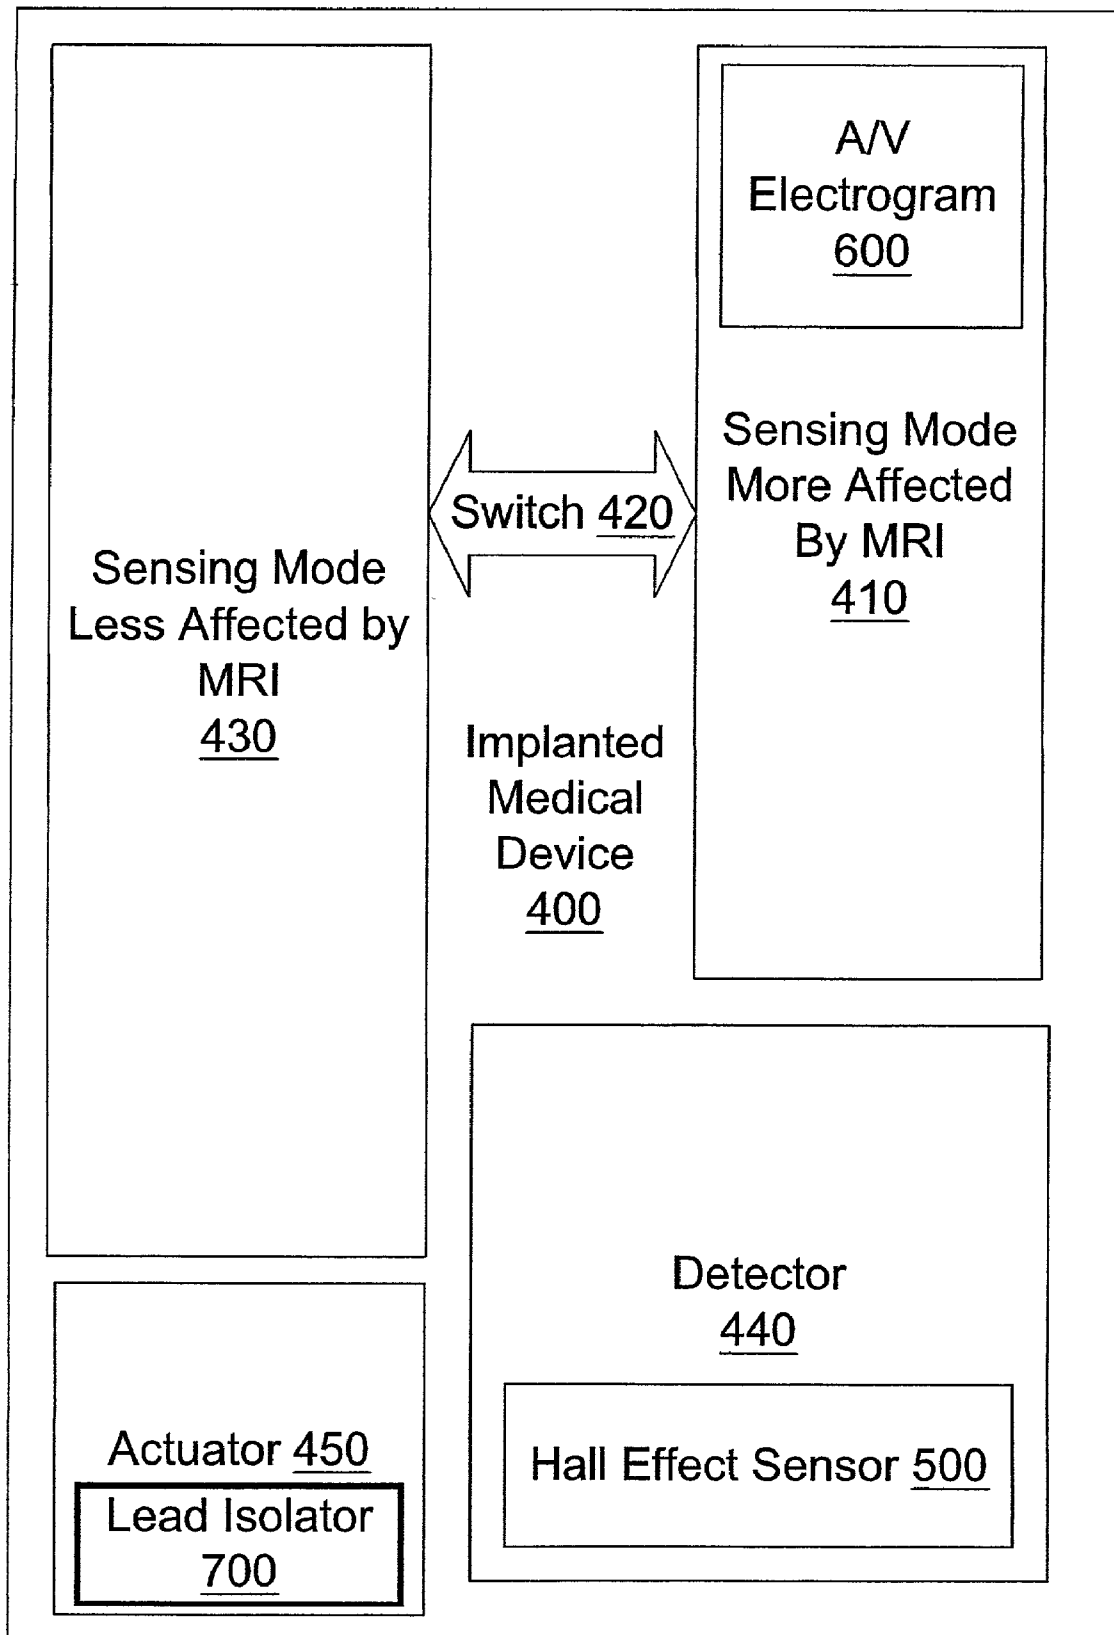 A/V
Electrogram
600
Sensing Mode
More Affected
By MRI
410
Switch 420
Sensing Mode
Less Affected by
MRI
430
Implanted
Medical
Device
400
Detector
440
Hall Effect Sensor 500
Actuator 450
Lead Isolator
700